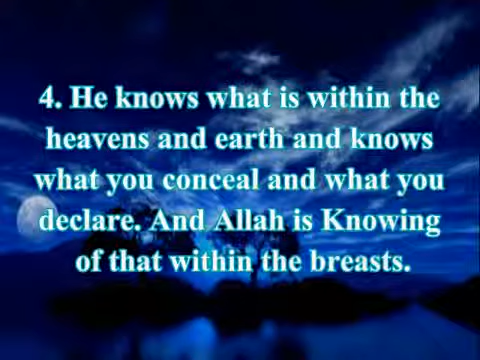 4. He knows what is within the
heavens and earth and knows
what you conceal and what you
declare. And Allah is Knowing
of that within the breasts.